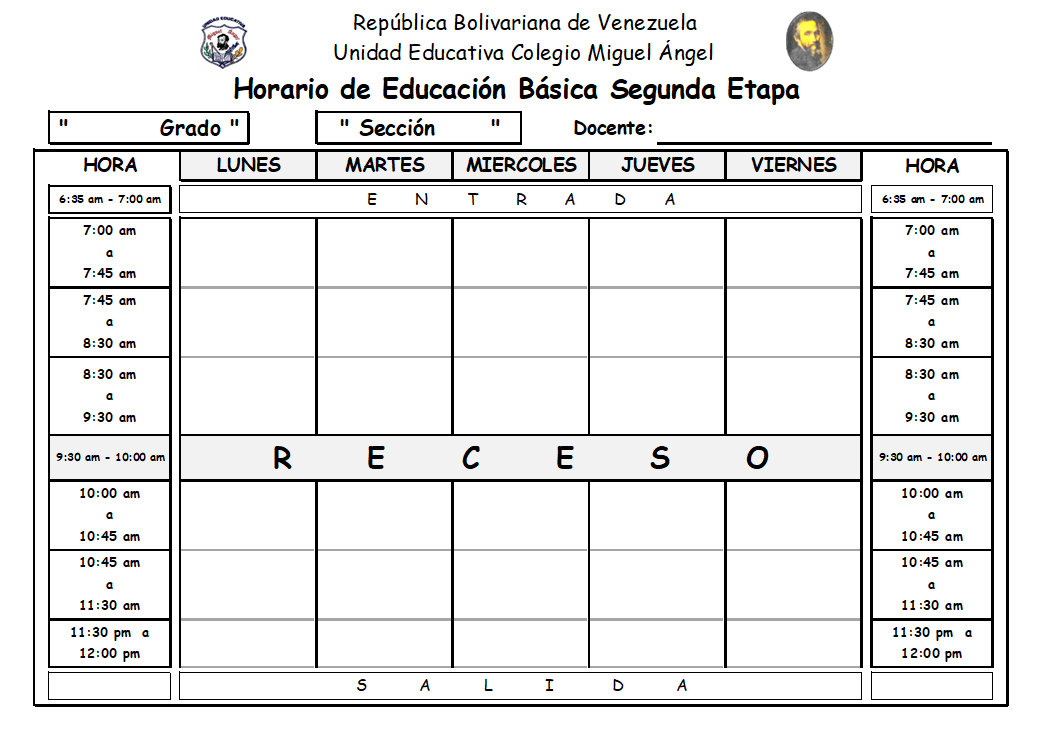 UNIDAD EDUCATIVA
Miguel Angel
República Bolivariana de Venezuela
Unidad Educativa Colegio Miguel Ángel
Horario de Educación Básica Segunda Etapa
" Grado " " Sección " Docente:
HORA LUNES MARTES MIERCOLES JUEVES VIERNES HORA
6:35 am - 7:00 am E N T R A D A 6:35 am - 7:00 am
7:00 am 7:00 am
a a
7:45 am 7:45 am
7:45 am 7:45 am
a a
8:30 am 8:30 am
8:30 am 8:30 am
a a
9:30 am 9:30 am
9:30 am - 10:00 am R E C E S O 9:30 am - 10:00 am
10:00 am 10:00 am
a a
10:45 am 10:45 am
10:45 am 10:45 am
a a
11:30 am 11:30 am
11:30 pm a 11:30 pm a
12:00 pm 12:00 pm
S A L I D A